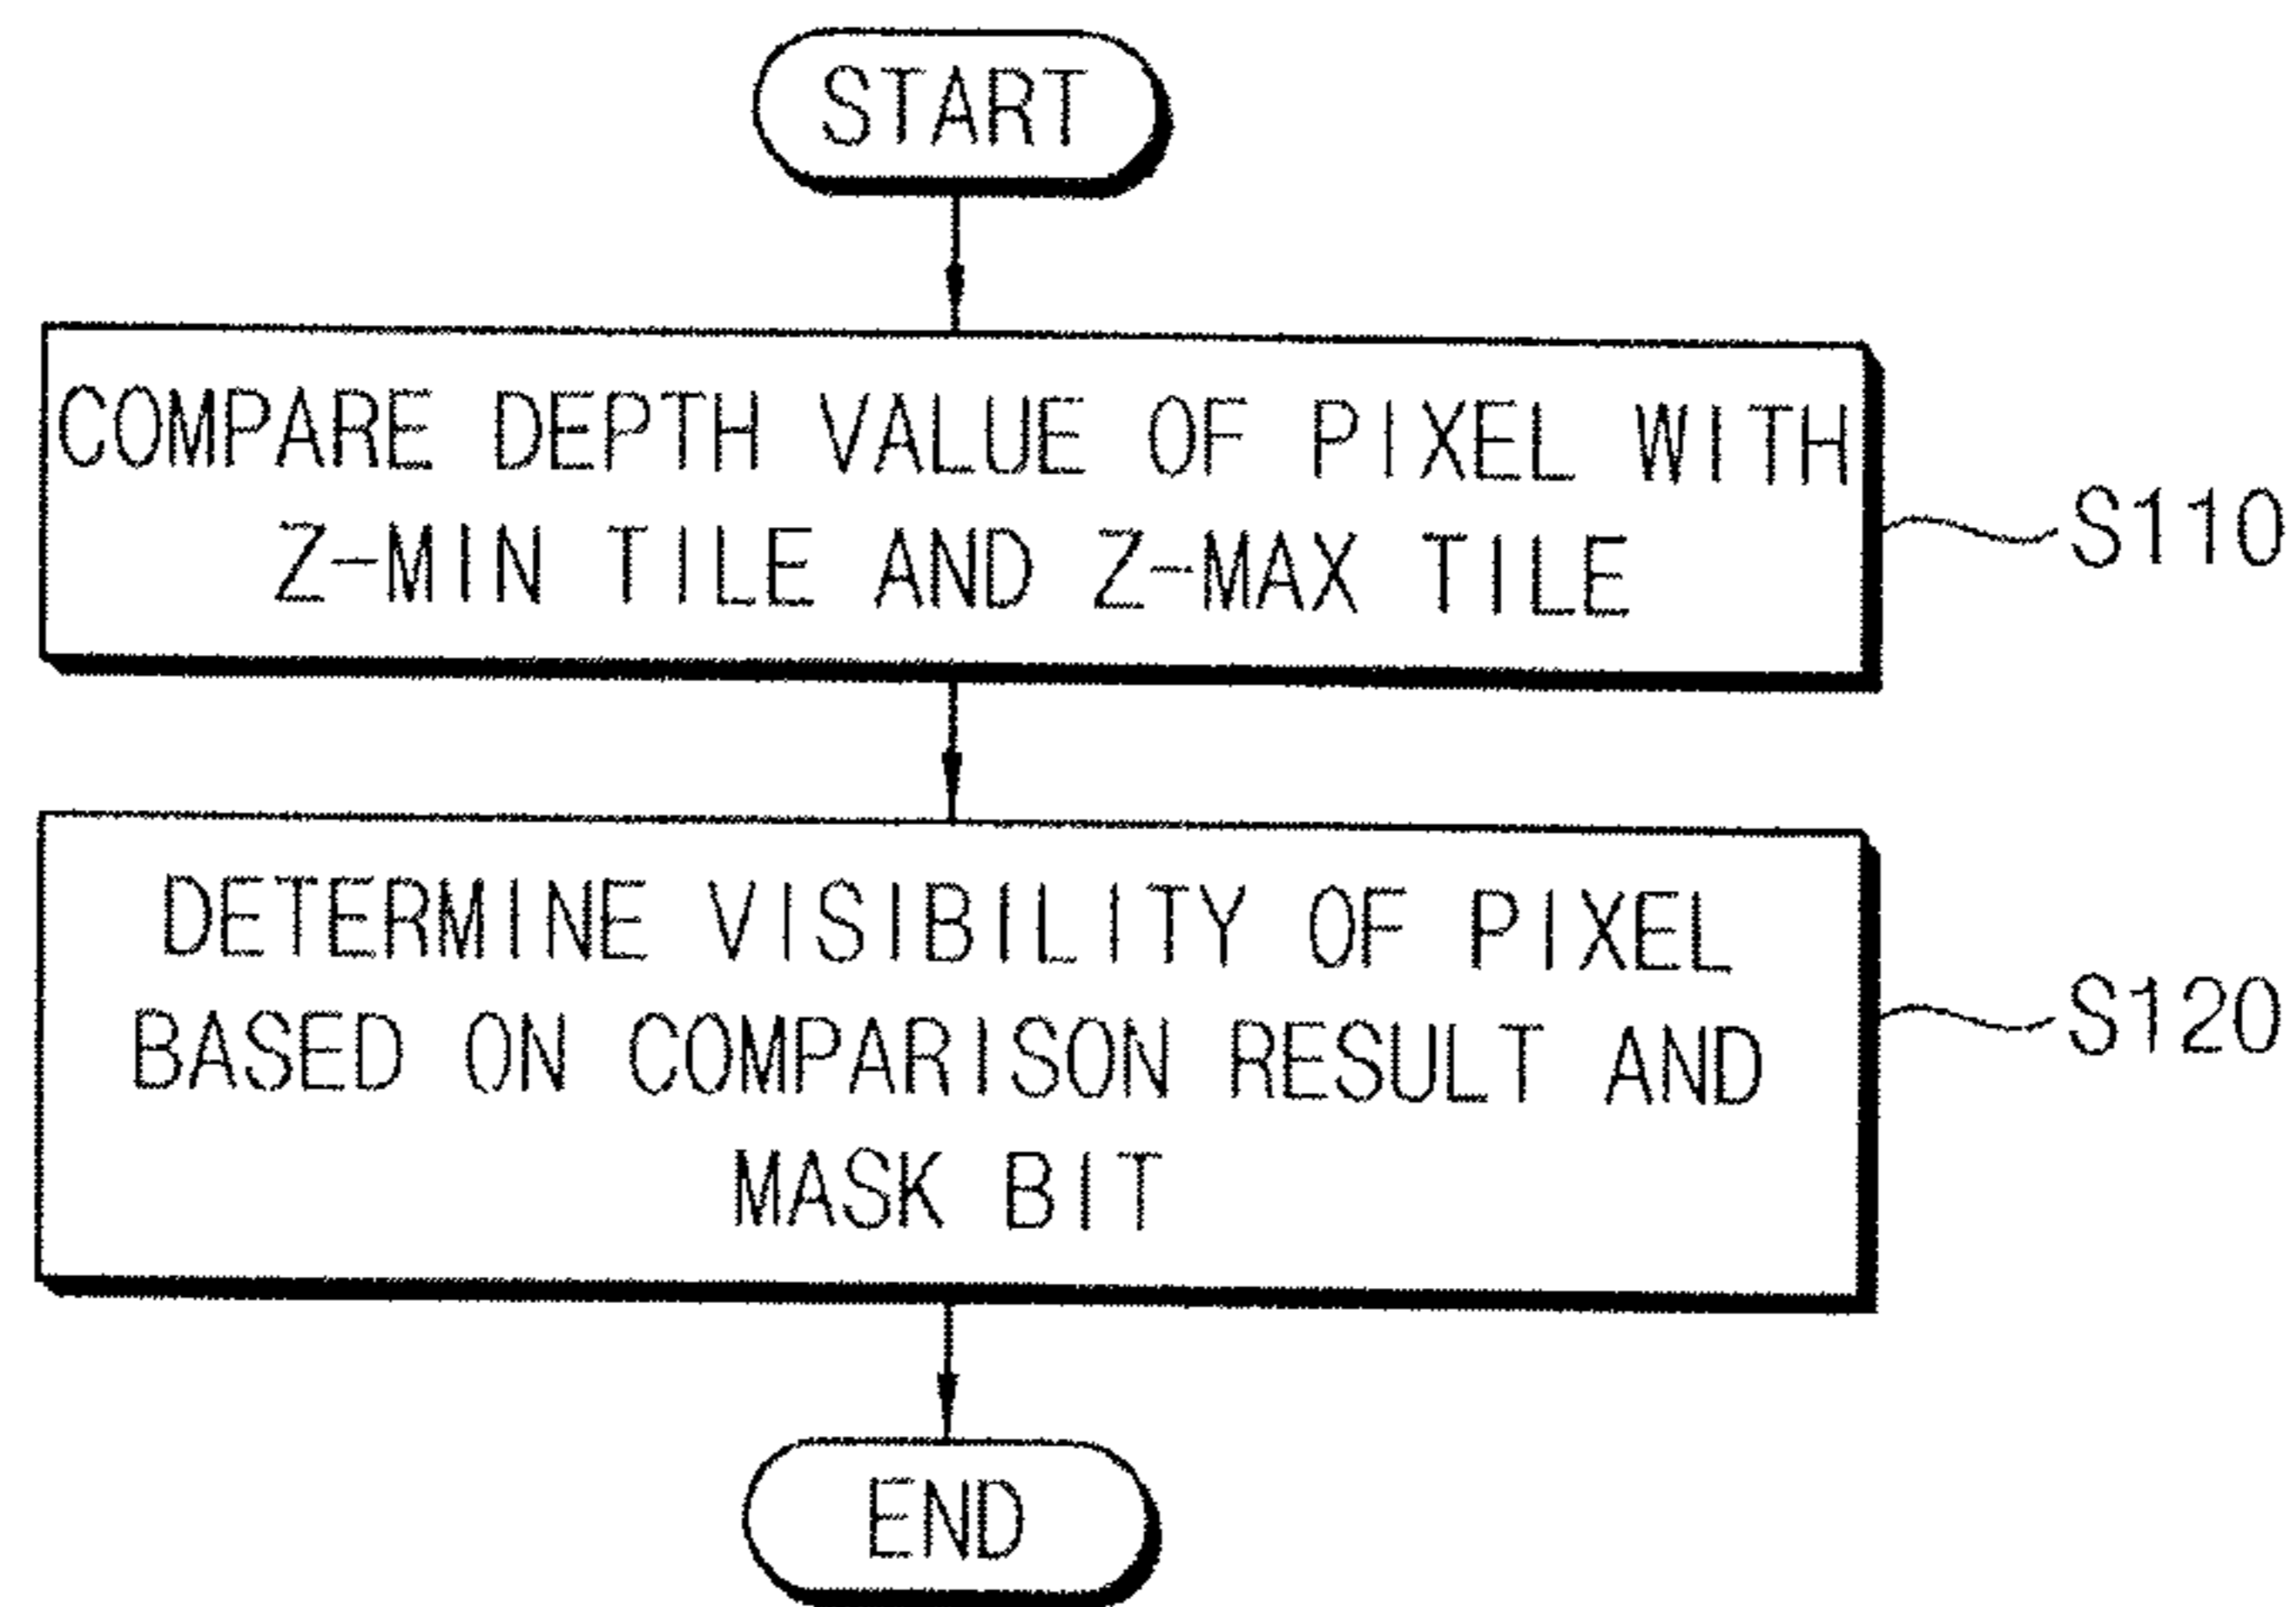 START
COMPARE DEPTH VALUE OF PIXEL WITH
Z-MIN TILE AND Z-MAX TILE
S110
DETERMINE VISIBILITY OF PIXEL
BASED ON COMPARISON RESULT AND
MASK BIT
S120
END